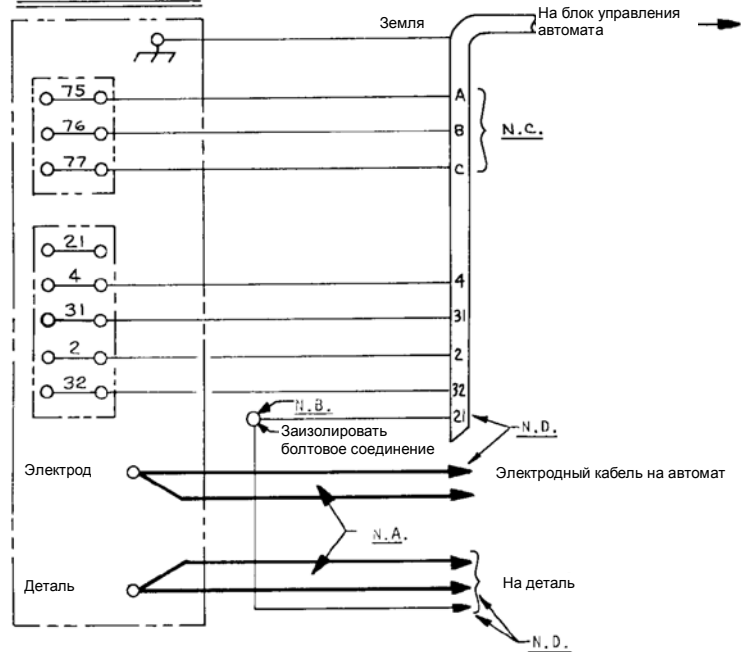 Земля
На блок управления
автомата
75
A
76
B
N.C.
77
C
21
4
4
31
31
2
2
32
32
N.B.
21
N.D.
Заизолировать
болтовое соединение
Электрод
Электродный кабель на автомат
N.A.
Деталь
На деталь
N.D.